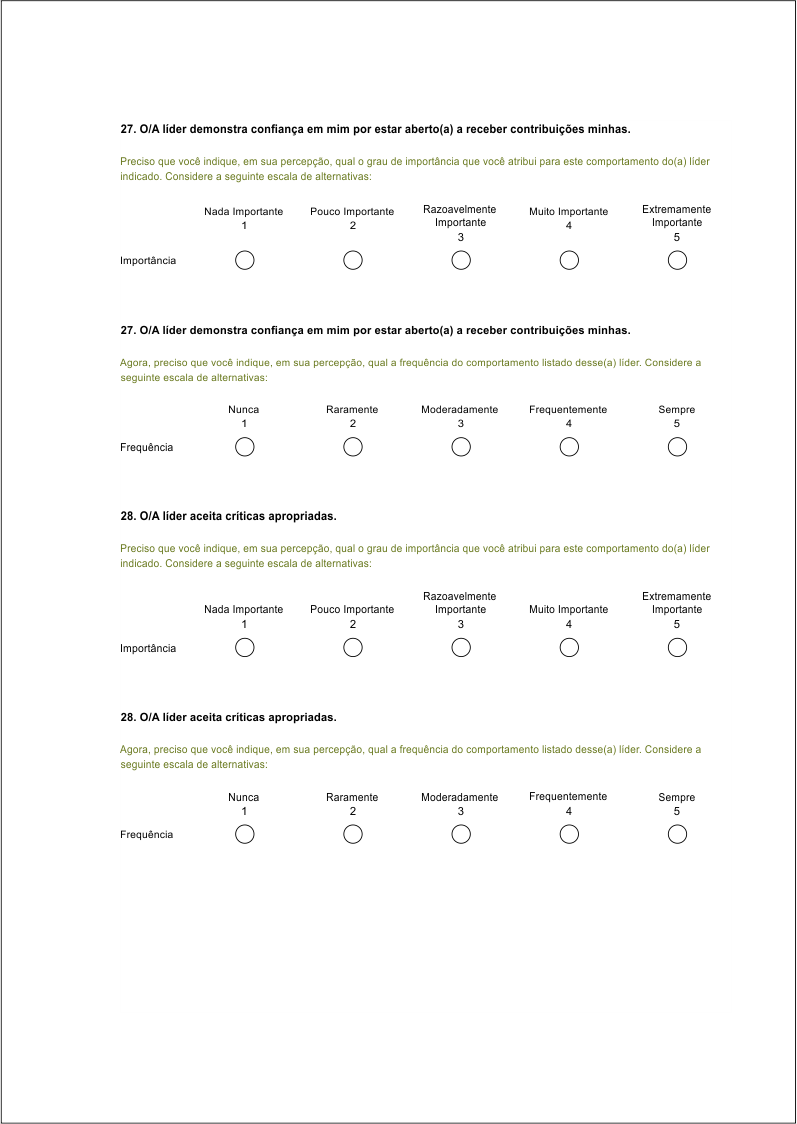 27. O/A líder demonstra confiança em mim por estar aberto(a) a receber contribuições minhas.
Preciso que você indique, em sua percepção, qual o grau de importância que você atribui para este comportamento do(a) líder
indicado. Considere a seguinte escala de alternativas:
Nada Importante Pouco Importante Razoavelmente Importante Muito Importante Extremamente Importante
1 2 3 4 5
Importância
27. O/A líder demonstra confiança em mim por estar aberto(a) a receber contribuições minhas.
Agora, preciso que você indique, em sua percepção, qual a frequência do comportamento listado desse(a) líder. Considere a
seguinte escala de alternativas:
Nunca Raramente Moderadamente Frequentemente Sempre
1 2 3 4 5
Frequência
28. O/A líder aceita críticas apropriadas.
Preciso que você indique, em sua percepção, qual o grau de importância que você atribui para este comportamento do(a) líder
indicado. Considere a seguinte escala de alternativas:
Nada Importante Pouco Importante Razoavelmente Importante Muito Importante Extremamente Importante
1 2 3 4 5
Importância
28. O/A líder aceita críticas apropriadas.
Agora, preciso que você indique, em sua percepção, qual a frequência do comportamento listado desse(a) líder. Considere a
seguinte escala de alternativas:
Nunca Raramente Moderadamente Frequentemente Sempre
1 2 3 4 5
Frequência